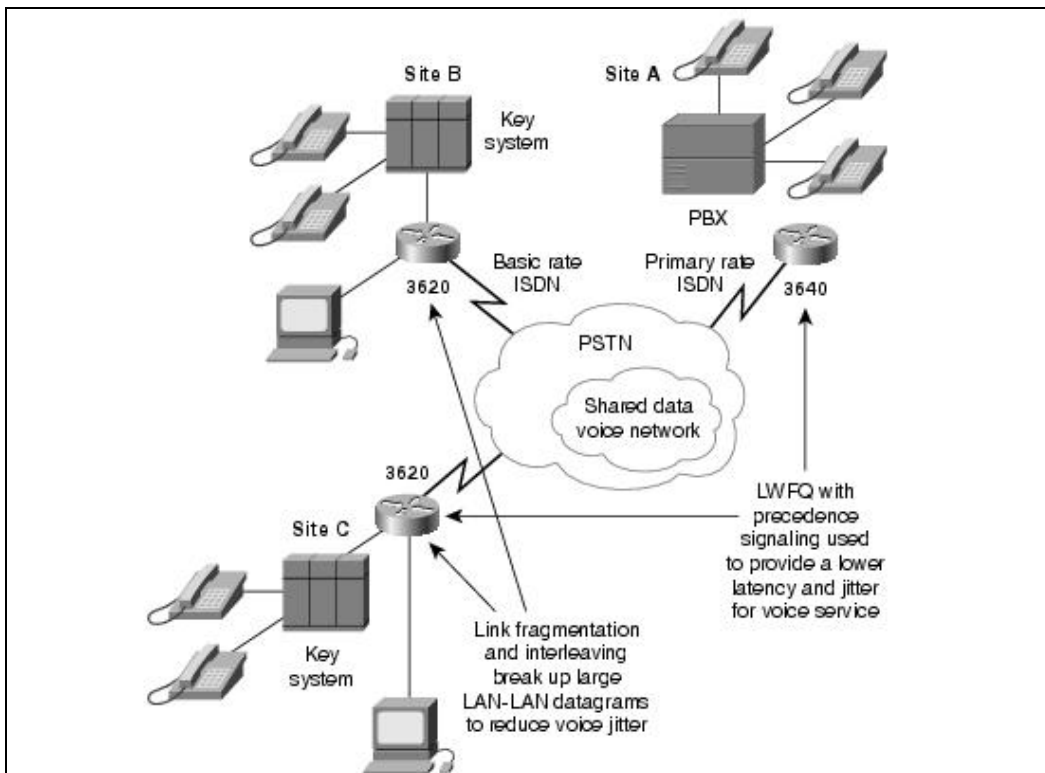 Site B
Key
system
Site A
PBX
3620
Basic rate
ISDN
Primary rate
ISDN
3640
PSTN
Shared data
voice network
3620
Site C
Key
system
Link fragmentation
and interleaving
break up large
LAN-LAN datagrams
to reduce voice jitter
LWFQ with
precedence
signaling used
to provide a lower
latency and jitter
for voice service